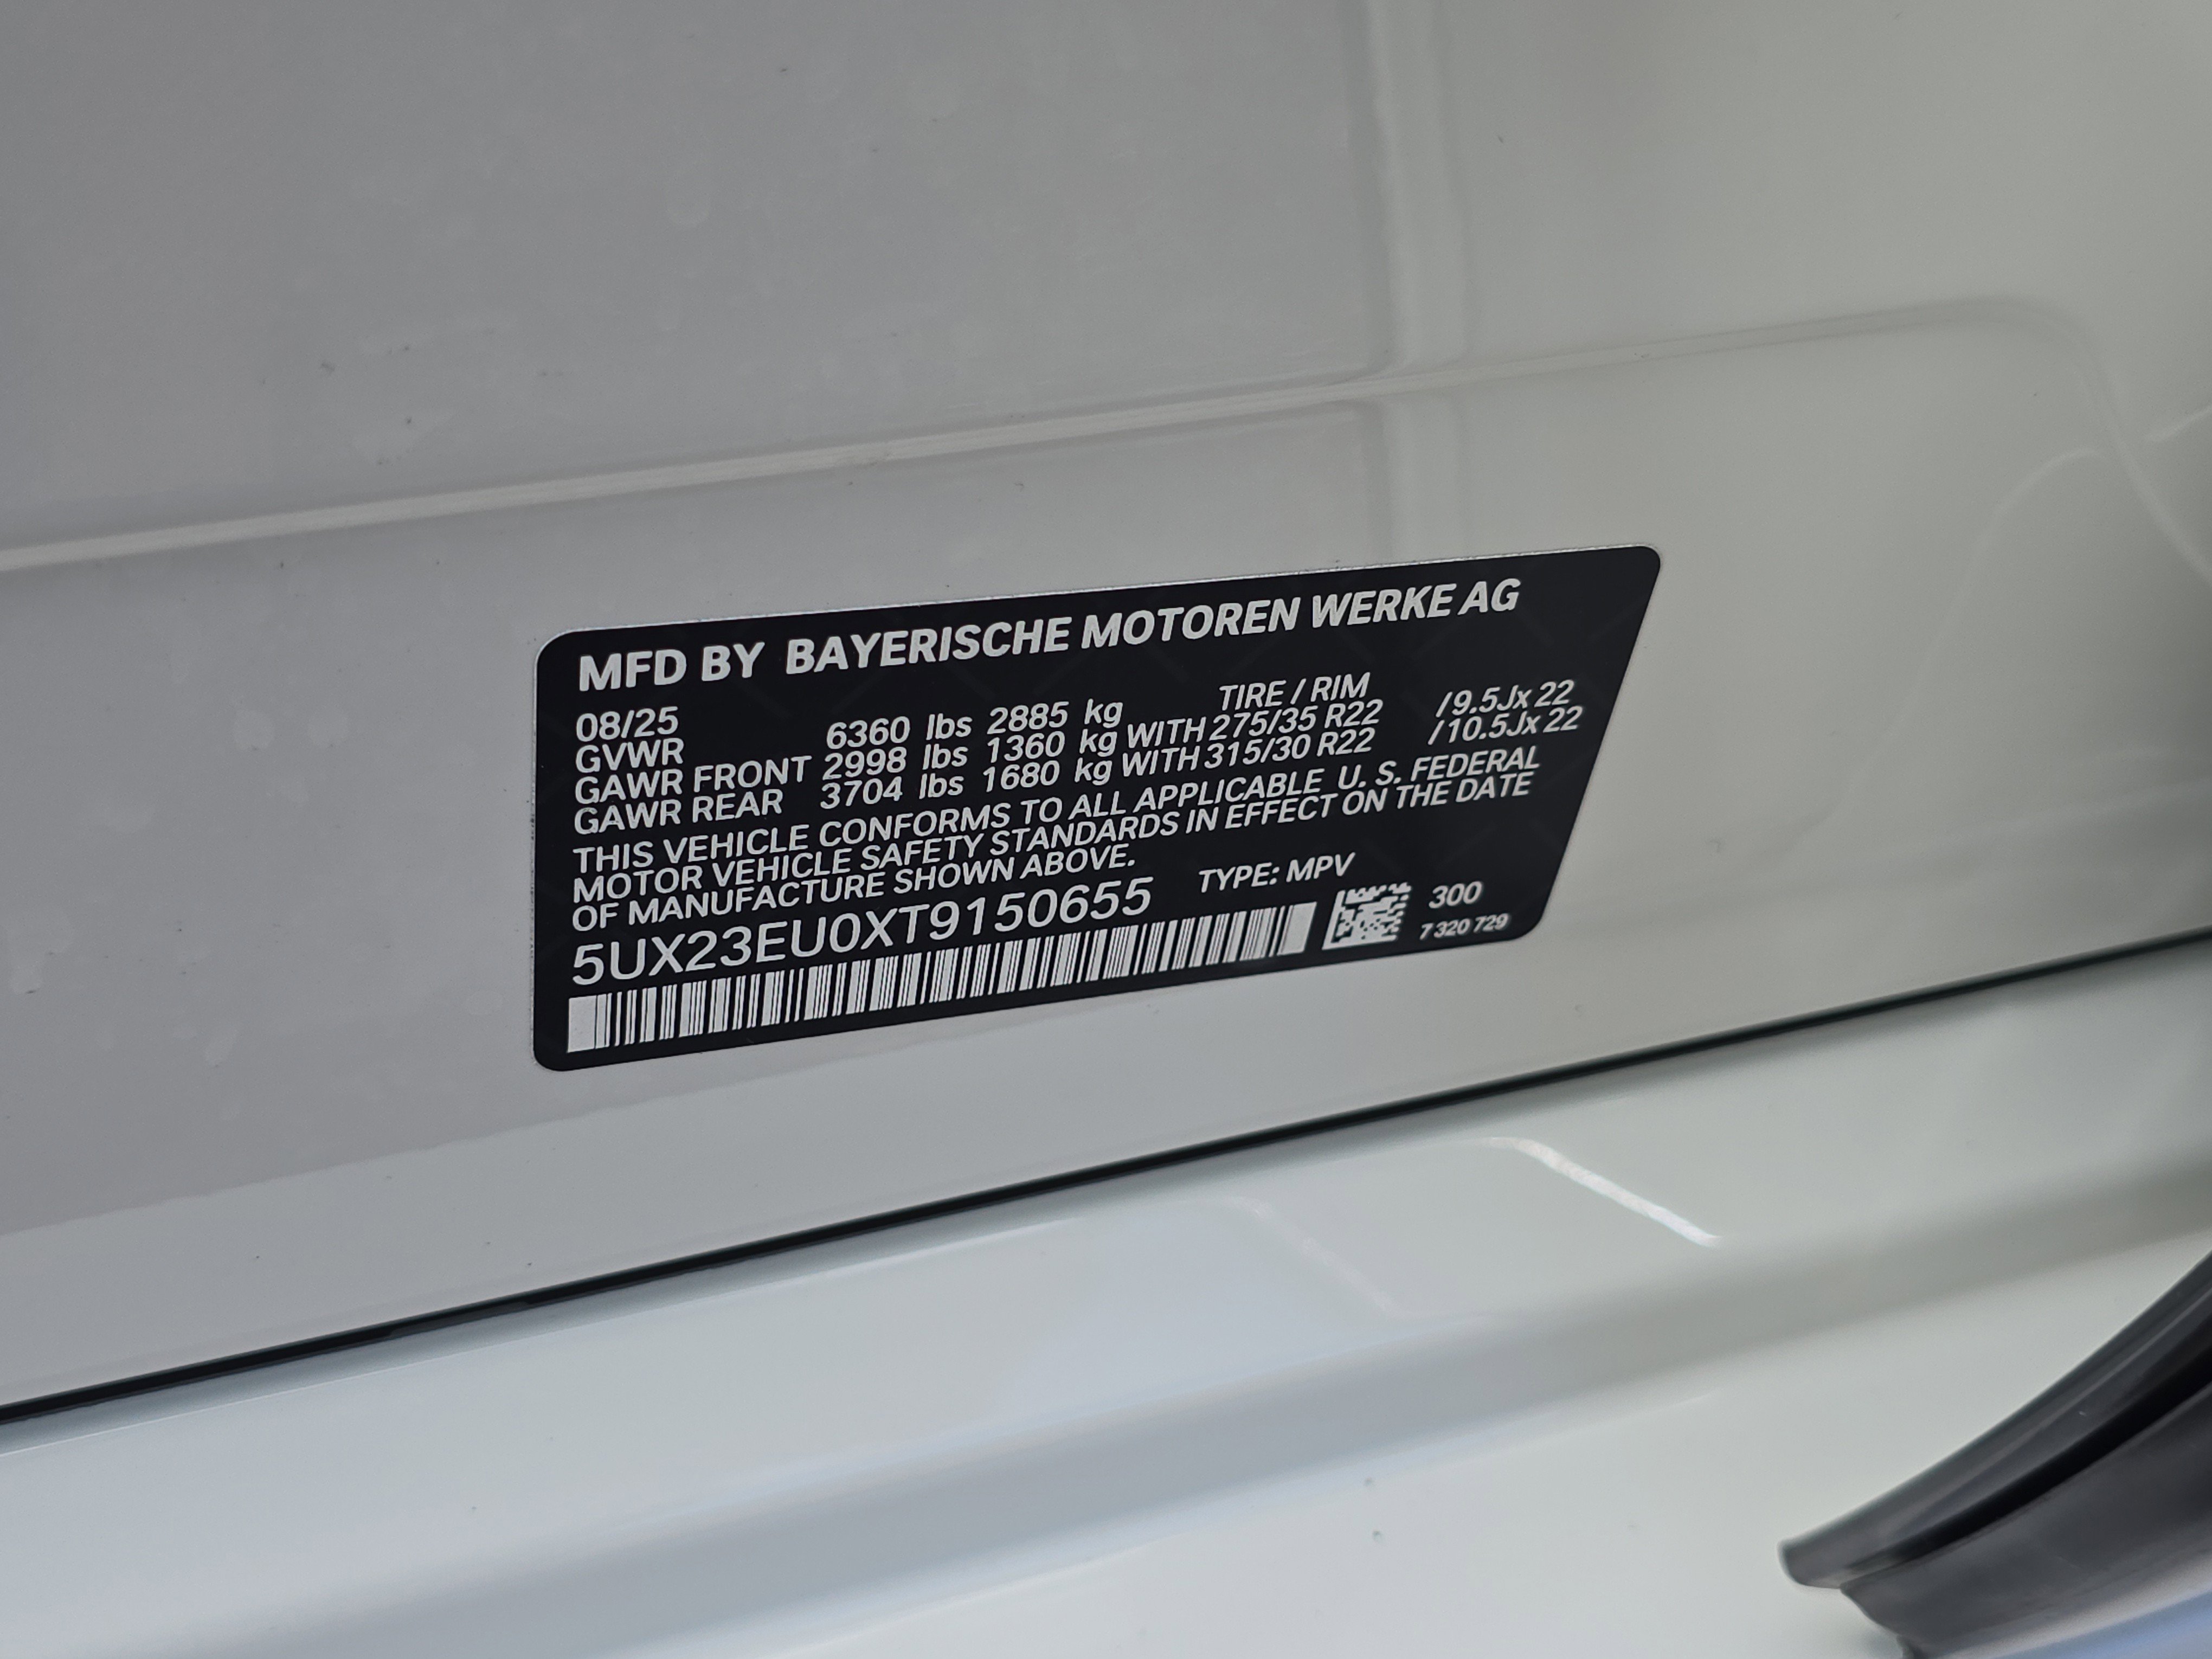 MFD BY BAYERISCHE MOTOREN WERKE AG
08/25 TIRE / RIM
GVWR 6360 lbs 2885 kg
GAWR FRONT 2998 lbs 1360 kg WITH 275/35 R22 /9.5Jx 22
GAWR REAR 3704 lbs 1680 kg WITH 315/30 R22 /10.5Jx 22
THIS VEHICLE CONFORMS TO ALL APPLICABLE U. S. FEDERAL
MOTOR VEHICLE SAFETY STANDARDS IN EFFECT ON THE DATE
OF MANUFACTURE SHOWN ABOVE.
5UX23EU0XT9150655 TYPE: MPV
300
7 320 729